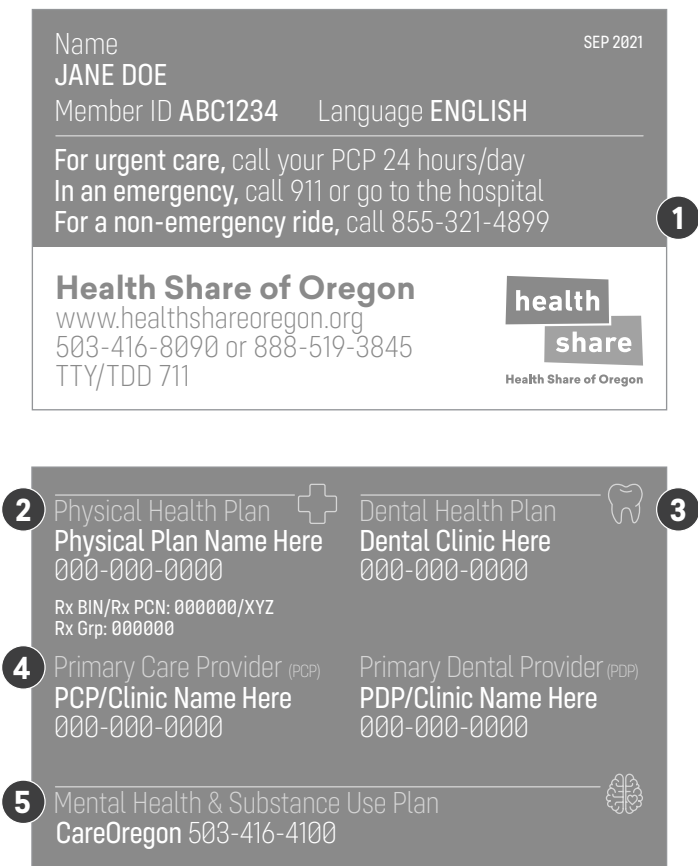 Name
SEP 2021
JANE DOE
Member ID ABC1234 Language ENGLISH
For urgent care, call your PCP 24 hours/day
In an emergency, call 911 or go to the hospital
For a non-emergency ride, call 855-321-4899
1
Health Share of Oregon
www.healthshareoregon.org
503-416-8090 or 888-519-3845
TTY/TDD 711
health
share
Health Share of Oregon
2
Physical Health Plan
Physical Plan Name Here
000-000-0000
Rx BIN/Rx PCN: 000000/XYZ
Rx Grp: 000000
Dental Health Plan
3
Dental Clinic Here
000-000-0000
4
Primary Care Provider (PCP)
PCP/Clinic Name Here
000-000-0000
Primary Dental Provider (PDP)
PDP/Clinic Name Here
000-000-0000
5
Mental Health & Substance Use Plan
CareOregon 503-416-4100